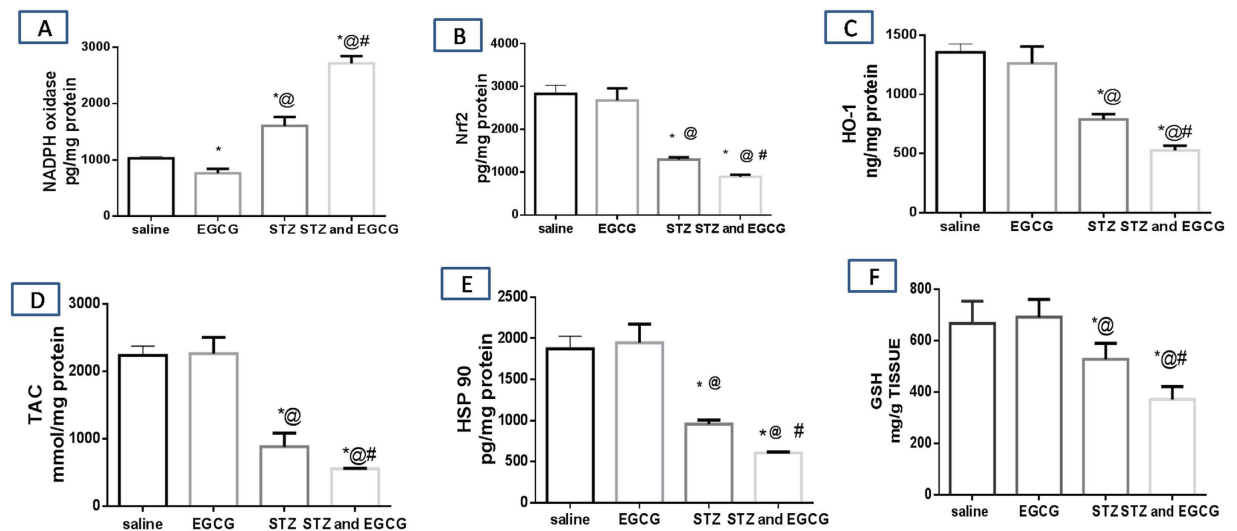 A
NADPH oxidase
pg/mg protein
3000
2000
1000
0
*
*@
*@#
saline EGCG STZ STZ and EGCG
B
Nrf2
pg/mg protein
4000
3000
2000
1000
0
* @
* @ #
saline EGCG STZ STZ and EGCG
C
HO-1
ng/mg protein
1500
1000
500
0
*@
*@#
saline EGCG STZ STZ and EGCG
D
TAC
mmol/mg protein
3000
2000
1000
0
*@
*@#
saline EGCG STZ STZ and EGCG
E
HSP 90
pg/mg protein
2500
2000
1500
1000
500
0
* @
*@ #
saline EGCG STZ STZ and EGCG
F
GSH
mg/g TISSUE
800
600
400
200
0
*@
*@#
saline EGCG STZ STZ and EGCG